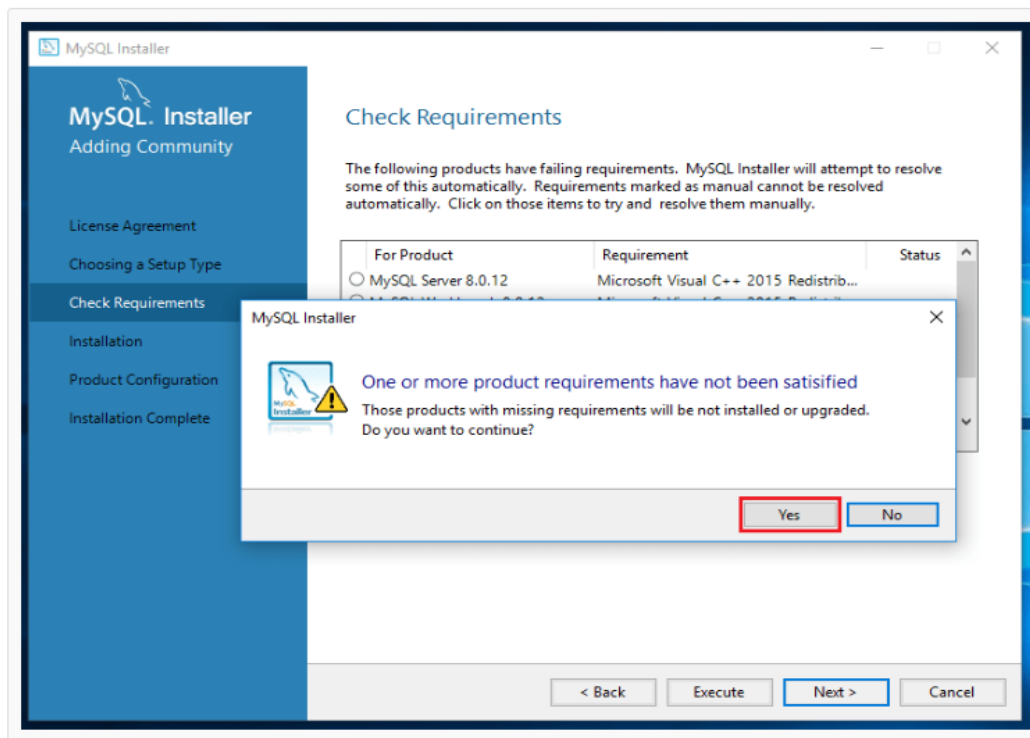 MySQL Installer
MySQL. Installer
Adding Community
License Agreement
Choosing a Setup Type
Check Requirements
Installation
Product Configuration
Installation Complete
Check Requirements
The following products have failing requirements. MySQL Installer will attempt to resolve
some of this automatically. Requirements marked as manual cannot be resolved
automatically. Click on those items to try and resolve them manually.
For Product Requirement Status
MySQL Server 8.0.12 Microsoft Visual C++ 2015 Redistrib...
MySQL Installer
MySQL
Installer
One or more product requirements have not been satisified
Those products with missing requirements will be not installed or upgraded.
Do you want to continue?
Yes No
< Back Execute Next > Cancel